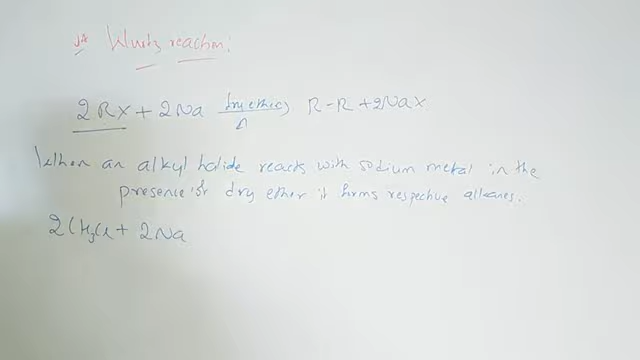 Wurtz reaction:
2RX + 2Na dry ether → R-R + 2NaX
Δ
When an alkyl halide reacts with sodium metal in the
presence of dry ether it forms respective alkanes.
2CH₃Cl + 2Na